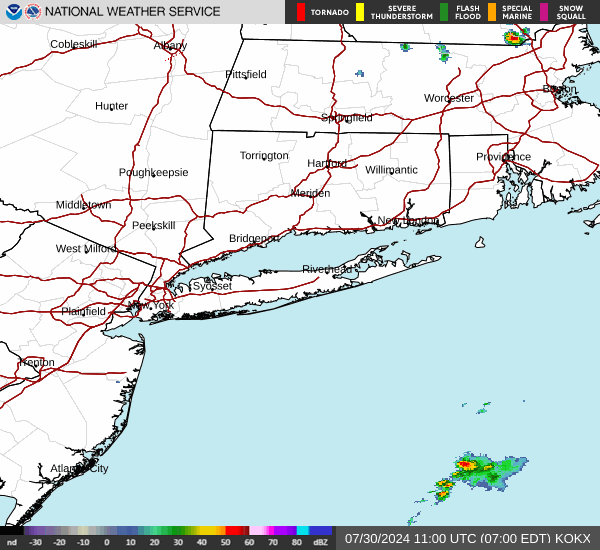 NATIONAL WEATHER SERVICE
TORNADO
SEVERE THUNDERSTORM
FLASH FLOOD
SPECIAL MARINE
SNOW SQUALL
Cobleskill
Albany
Pittsfield
Boston
Worcester
Hunter
Springfield
Torrington
Hartford
Willimantic
Providence
Poughkeepsie
Meriden
Middletown
Peekskill
New London
West Milford
Bridgeport
Riverhead
Syosset
New York
Plainfield
Trenton
Atlantic City
nd -30 -20 -10 0 10 20 30 40 50 60 70 80 dBZ
07/30/2024 11:00 UTC (07:00 EDT) KOKX